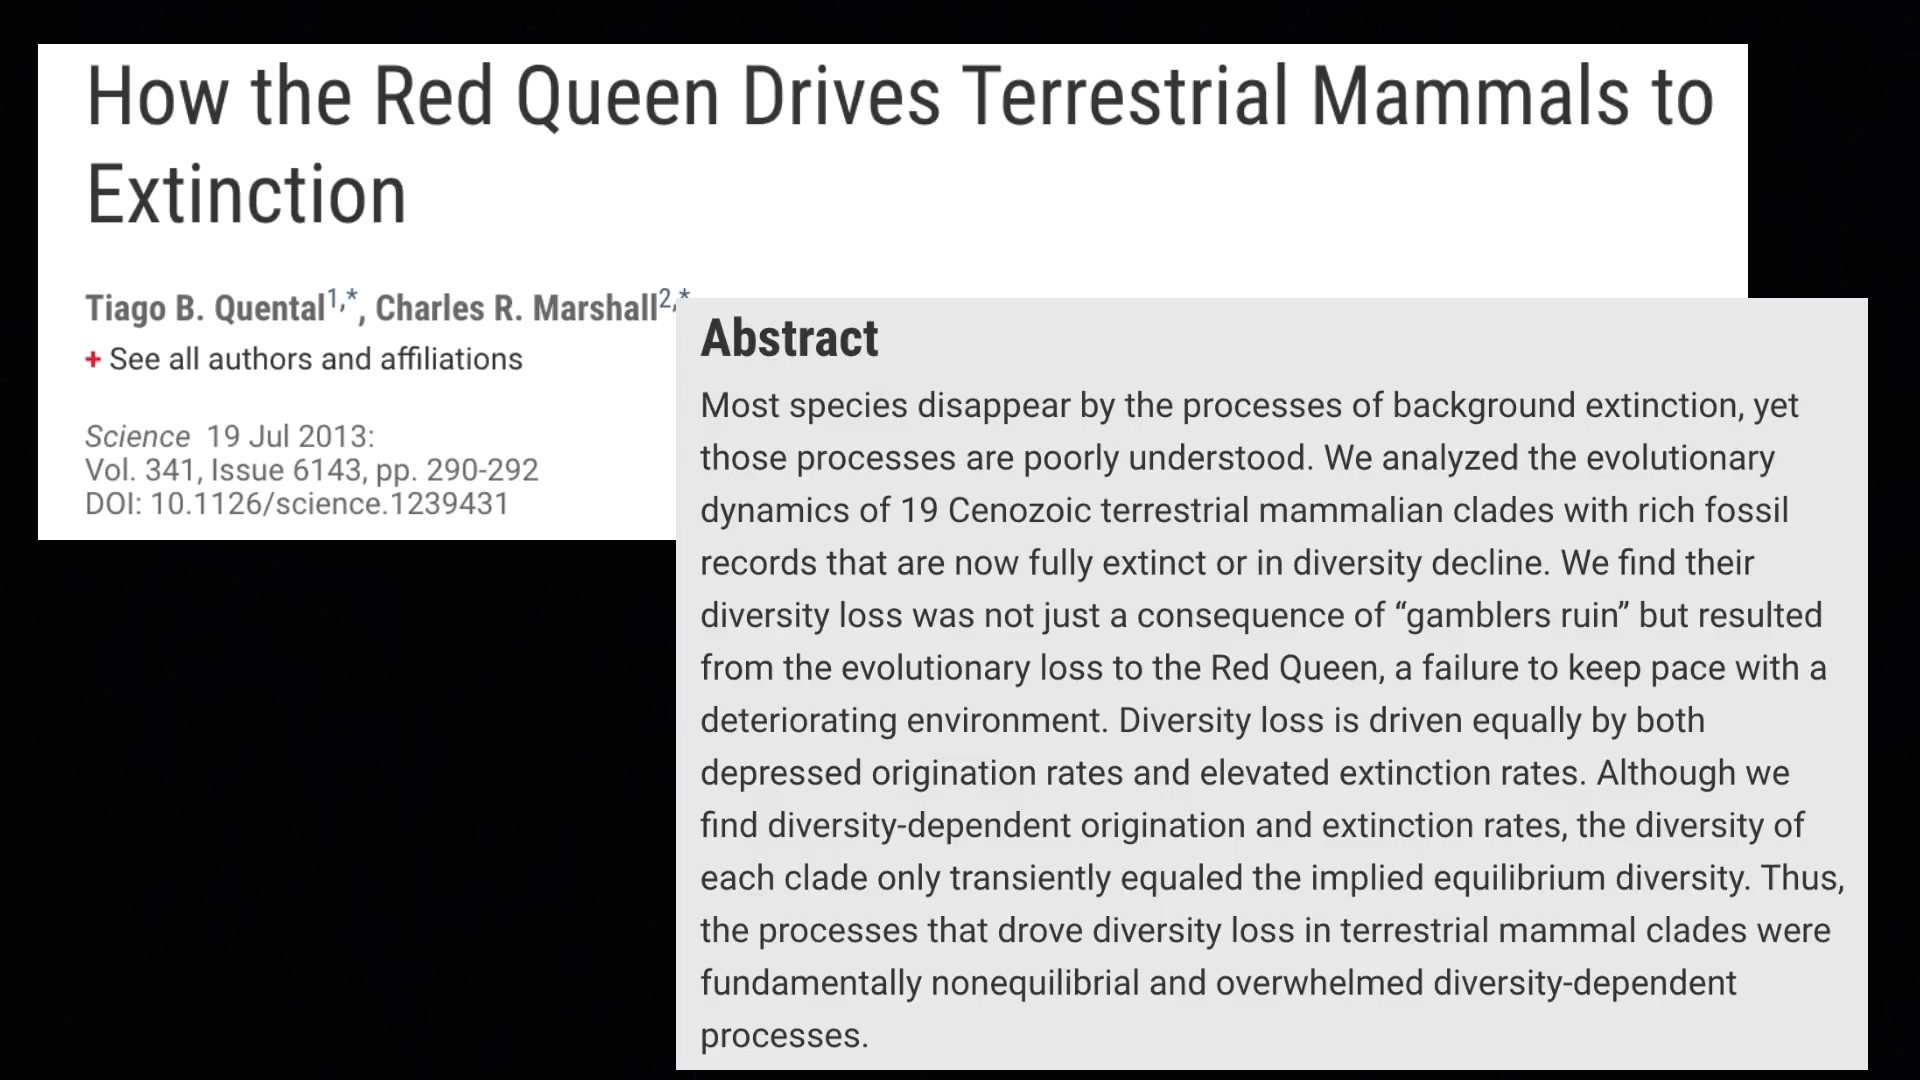 How the Red Queen Drives Terrestrial Mammals to
Extinction
Tiago B. Quental1,*, Charles R. Marshall2,*
+ See all authors and affiliations
Science 19 Jul 2013:
Vol. 341, Issue 6143, pp. 290-292
DOI: 10.1126/science.1239431
Abstract
Most species disappear by the processes of background extinction, yet
those processes are poorly understood. We analyzed the evolutionary
dynamics of 19 Cenozoic terrestrial mammalian clades with rich fossil
records that are now fully extinct or in diversity decline. We find their
diversity loss was not just a consequence of “gamblers ruin” but resulted
from the evolutionary loss to the Red Queen, a failure to keep pace with a
deteriorating environment. Diversity loss is driven equally by both
depressed origination rates and elevated extinction rates. Although we
find diversity-dependent origination and extinction rates, the diversity of
each clade only transiently equaled the implied equilibrium diversity. Thus,
the processes that drove diversity loss in terrestrial mammal clades were
fundamentally nonequilibrial and overwhelmed diversity-dependent
processes.